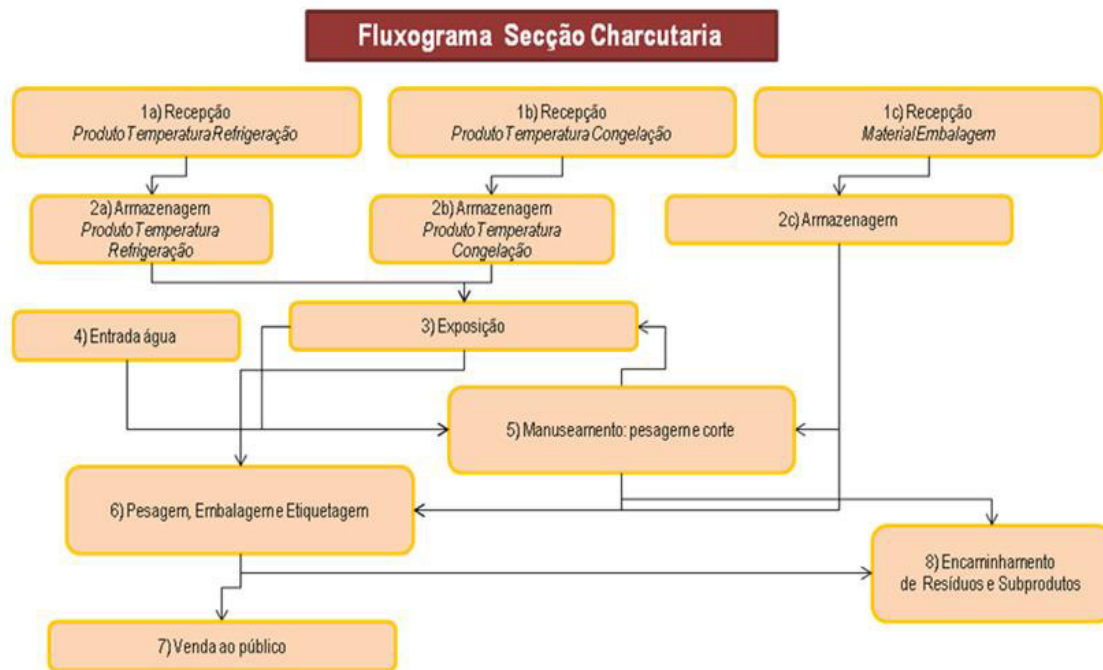 Fluxograma Secção Charcutaria
1a) Recepção
Produto Temperatura Refrigeração
1b) Recepção
Produto Temperatura Congelação
1c) Recepção
Material Embalagem
2a) Armazenagem
Produto Temperatura
Refrigeração
2b) Armazenagem
Produto Temperatura
Congelação
2c) Armazenagem
4) Entrada água
3) Exposição
5) Manuseamento: pesagem e corte
6) Pesagem, Embalagem e Etiquetagem
8) Encaminhamento
de Resíduos e Subprodutos
7) Venda ao público